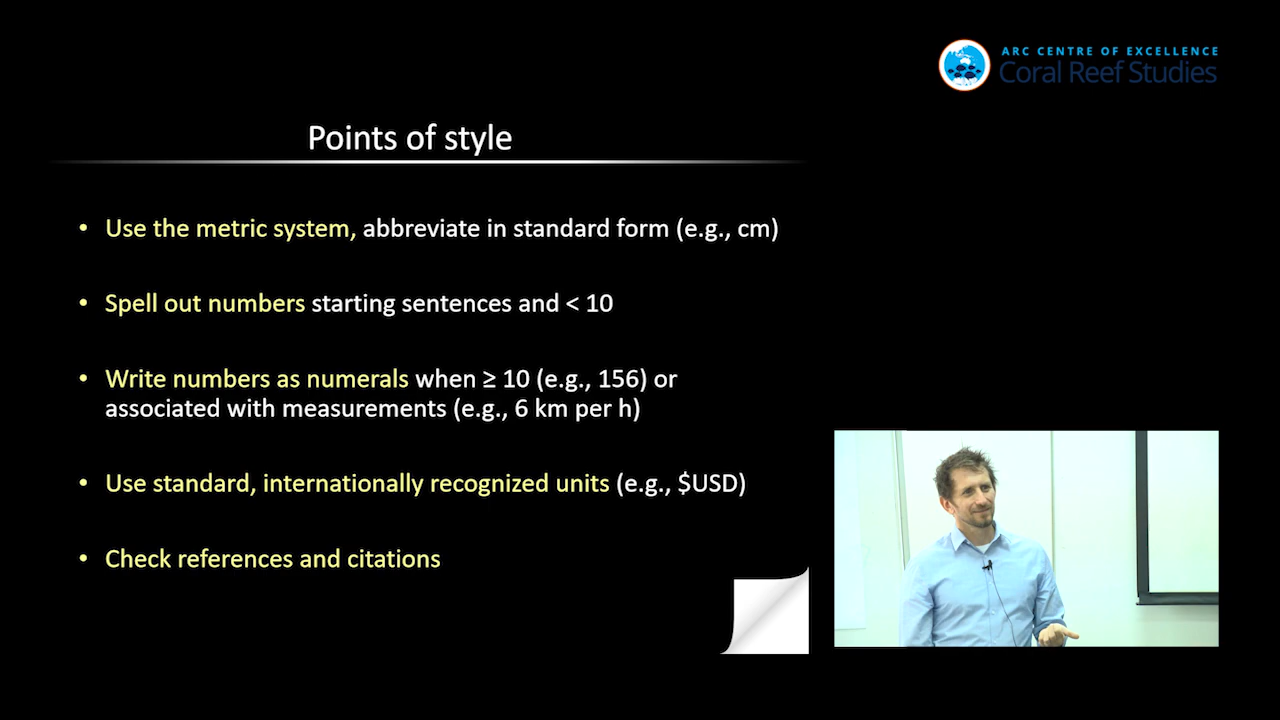 ARC CENTRE OF EXCELLENCE
Coral Reef Studies
Points of style
• Use the metric system, abbreviate in standard form (e.g., cm)
• Spell out numbers starting sentences and < 10
• Write numbers as numerals when ≥ 10 (e.g., 156) or
associated with measurements (e.g., 6 km per h)
• Use standard, internationally recognized units (e.g., $USD)
• Check references and citations